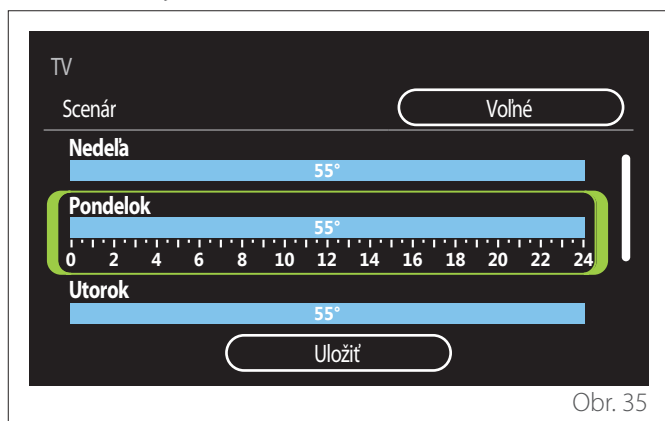 TV
Scenár Voľné
Nedeľa
55°
Pondelok
55°
0 2 4 6 8 10 12 14 16 18 20 22 24
Utorok
55°
Uložiť
Obr. 35